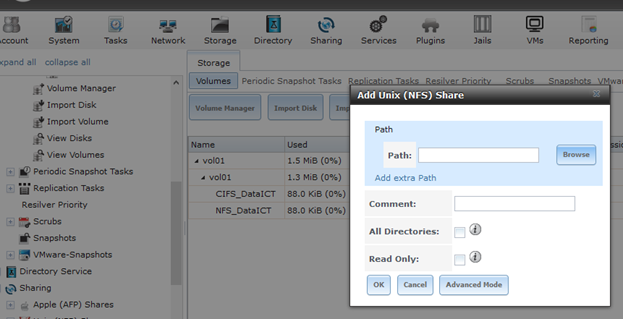 Account System Tasks Network Storage Directory Sharing Services Plugins Jails VMs Reporting
expand all collapse all
Volume Manager
Import Disk
Import Volume
View Disks
View Volumes
Periodic Snapshot Tasks
Replication Tasks
Resilver Priority
Scrubs
Snapshots
VMware-Snapshots
Directory Service
Sharing
Apple (AFP) Shares
Storage
Volumes Periodic Snapshot Tasks Replication Tasks Resilver Priority Scrubs Snapshots VMware
Volume Manager Import Disk
Name Used
vol01 1.5 MiB (0%)
vol01 1.3 MiB (0%)
CIFS_DataICT 88.0 KiB (0%)
NFS_DataICT 88.0 KiB (0%)
Add Unix (NFS) Share
Path
Path: Browse
Add extra Path
Comment:
All Directories:
Read Only:
OK Cancel Advanced Mode